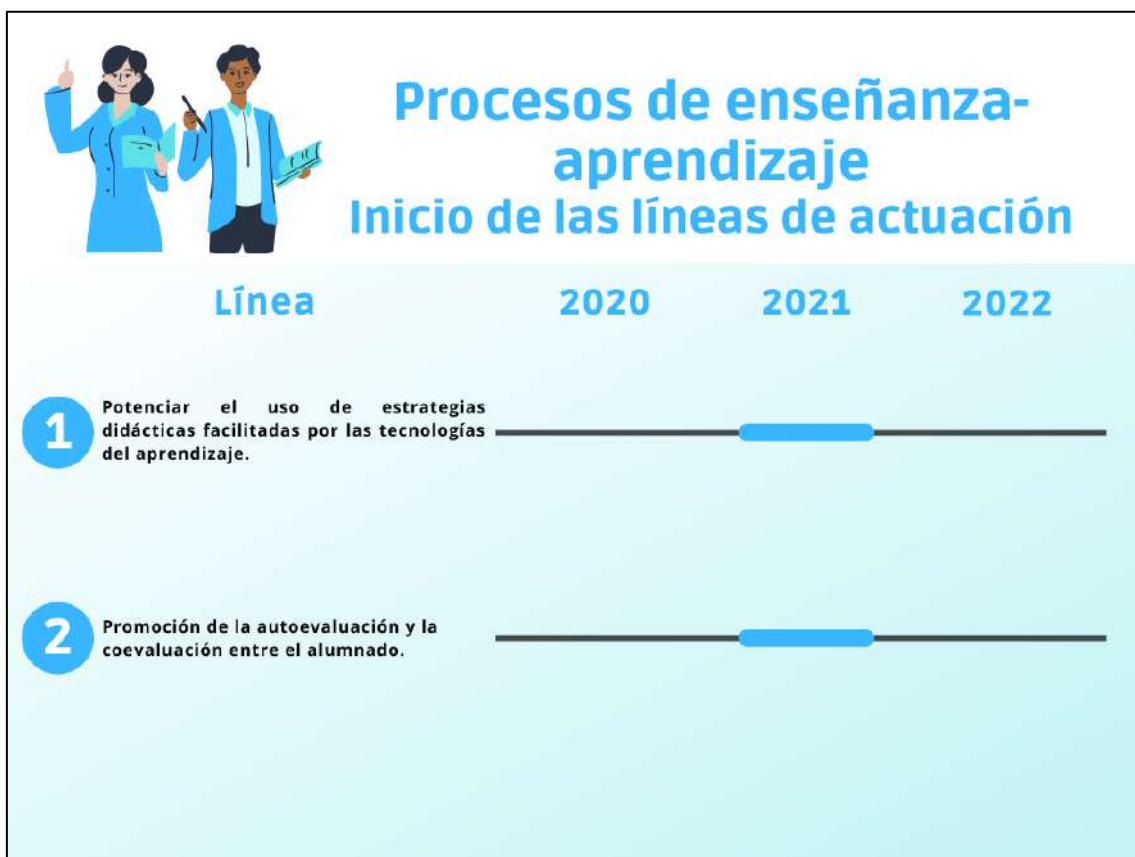 Procesos de enseñanza-
aprendizaje
Inicio de las líneas de actuación
Línea 2020 2021 2022
1
Potenciar el uso de estrategias
didácticas facilitadas por las tecnologías
del aprendizaje.
2
Promoción de la autoevaluación y la
coevaluación entre el alumnado.